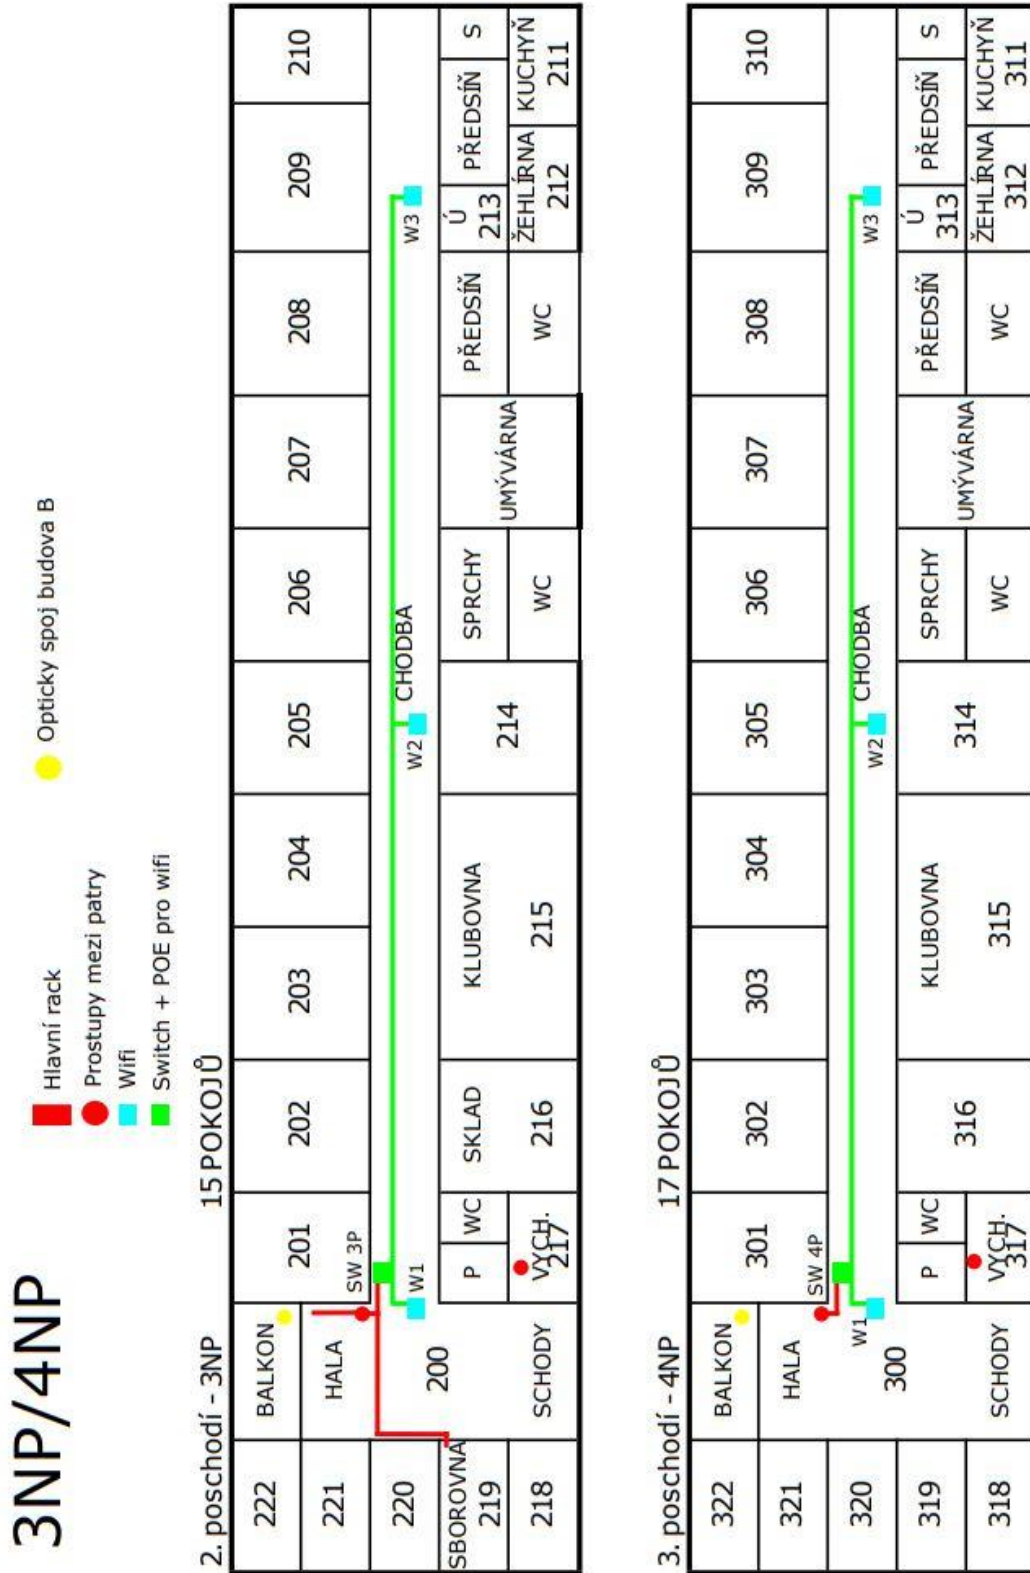 3NP/4NP
Hlavní rack
Prostupy mezi patry
Wifi
Switch + POE pro wifi
Opticky spoj budova B
2. poschodí - 3NP
15 POKOJŮ
222
BALKON
201
202
203
204
205
206
207
208
209
210
221
HALA
SW 3P
220
200
W1
W2
CHODBA
W3
SBOROVNA
219
P
WC
SKLAD
KLUBOVNA
214
SPRCHY
UMÝVÁRNA
PŘEDSÍŇ
Ú
213
PŘEDSÍŇ
S
218
SCHODY
VYCH.
217
216
215
WC
WC
ŽEHLÍRNA
212
KUCHYŇ
211
3. poschodí - 4NP
17 POKOJŮ
322
BALKON
301
302
303
304
305
306
307
308
309
310
321
HALA
SW 4P
320
300
W1
W2
CHODBA
W3
319
P
WC
316
KLUBOVNA
314
SPRCHY
UMÝVÁRNA
PŘEDSÍŇ
Ú
313
PŘEDSÍŇ
S
318
SCHODY
VYCH.
317
315
WC
WC
ŽEHLÍRNA
312
KUCHYŇ
311